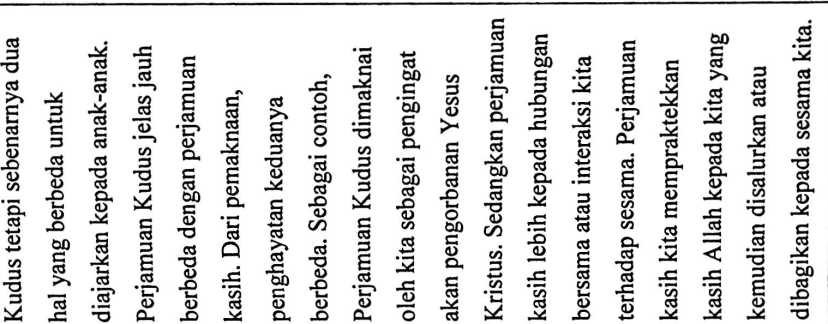 Kudus tetapi sebenarnya dua
hal yang berbeda untuk
diajarkan kepada anak-anak.
Perjamuan Kudus jelas jauh
berbeda dengan perjamuan
kasih. Dari pemaknaan,
penghayatan keduanya
berbeda. Sebagai contoh,
Perjamuan Kudus dimaknai
oleh kita sebagai pengingat
akan pengorbanan Yesus
Kristus. Sedangkan perjamuan
kasih lebih kepada hubungan
bersama atau interaksi kita
terhadap sesama. Perjamuan
kasih kita mempraktekkan
kasih Allah kepada kita yang
kemudian disalurkan atau
dibagikan kepada sesama kita.